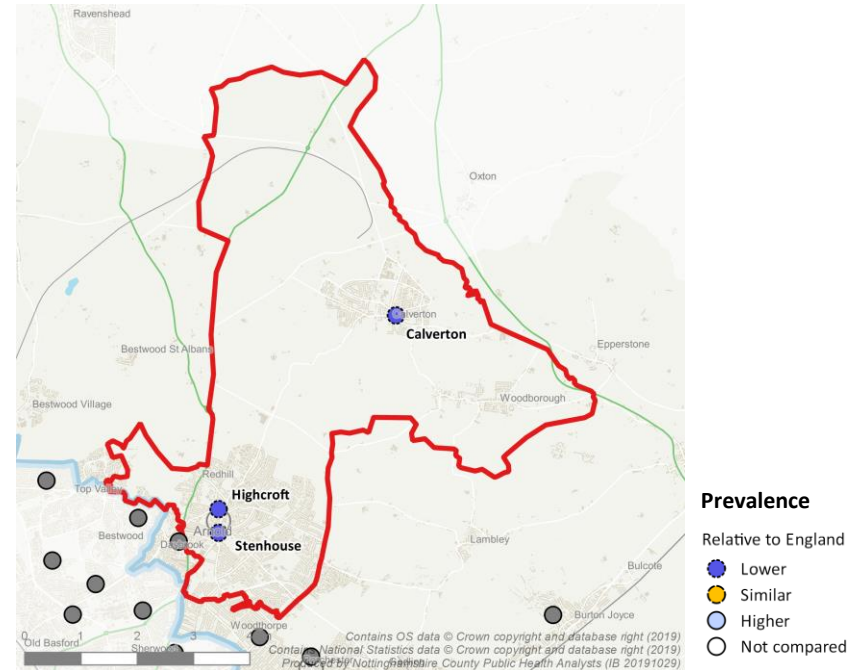 Ravenshead
Oxton
Calverton
Calverton
Bestwood St Albans
Epperstone
Woodborough
Bestwood Village
Redhill
Top Valley
Highcroft
Bestwood
Arnold
Stenhouse
Daybrook
Lambley
Bulcote
Burton Joyce
Woodthorpe
Old Basford
Sherwood
0 1 2 3
Contains OS data © Crown copyright and database right (2019)
Contains National Statistics data © Crown copyright and database right (2019)
Produced by Nottinghamshire County Public Health Analysts (IB 20191029)
Prevalence
Relative to England
Lower
Similar
Higher
Not compared